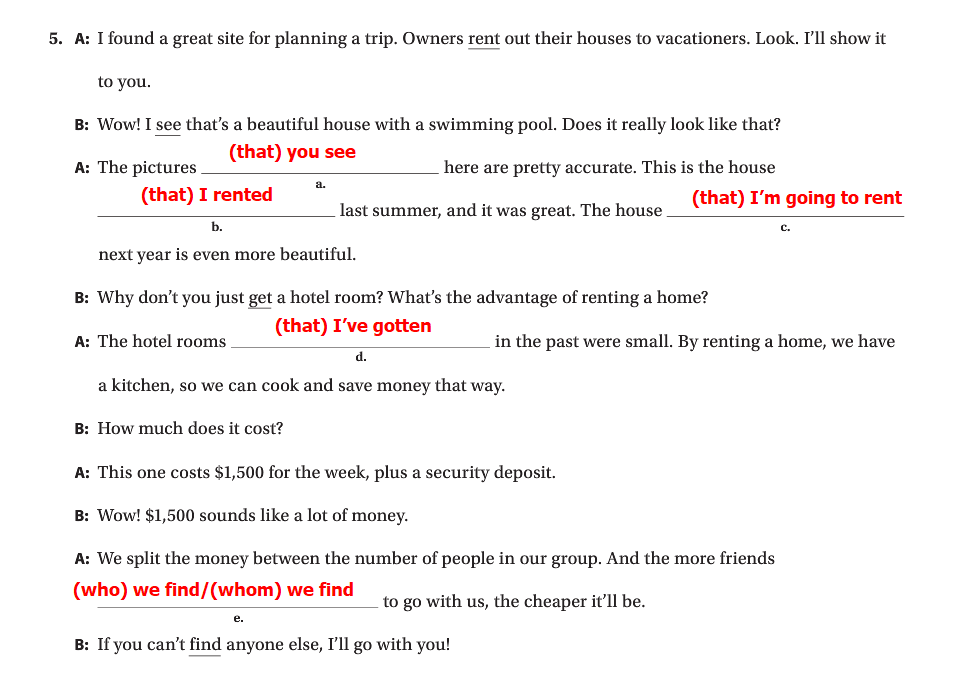 5. A: I found a great site for planning a trip. Owners rent out their houses to vacationers. Look. I'll show it
to you.
B: Wow! I see that's a beautiful house with a swimming pool. Does it really look like that?
A: The pictures (that) you see here are pretty accurate. This is the house
a.
(that) I rented last summer, and it was great. The house (that) I'm going to rent
b. c.
next year is even more beautiful.
B: Why don't you just get a hotel room? What's the advantage of renting a home?
A: The hotel rooms (that) I've gotten in the past were small. By renting a home, we have
d.
a kitchen, so we can cook and save money that way.
B: How much does it cost?
A: This one costs $1,500 for the week, plus a security deposit.
B: Wow! $1,500 sounds like a lot of money.
A: We split the money between the number of people in our group. And the more friends
(who) we find/(whom) we find to go with us, the cheaper it'll be.
e.
B: If you can't find anyone else, I'll go with you!